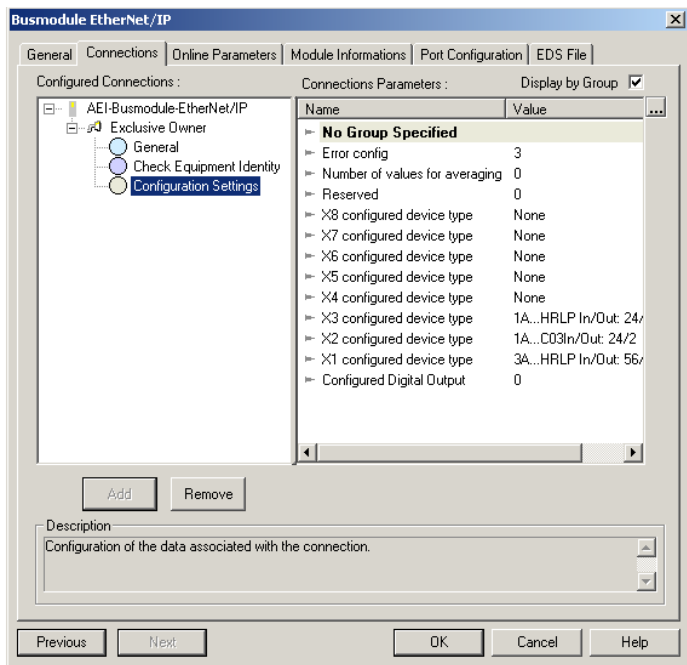 Busmodule EtherNet/IP
General Connections Online Parameters Module Informations Port Configuration EDS File
Configured Connections : Connections Parameters : Display by Group
AEI-Busmodule-EtherNet/IP
Exclusive Owner
General
Check Equipment Identity
Configuration Settings
Name Value ...
No Group Specified
Error config 3
Number of values for averaging 0
Reserved 0
X8 configured device type None
X7 configured device type None
X6 configured device type None
X5 configured device type None
X4 configured device type None
X3 configured device type 1A...HRLP In/Out: 24/
X2 configured device type 1A...C03In/Out: 24/2
X1 configured device type 3A...HRLP In/Out: 56/
Configured Digital Output 0
Add Remove
Description
Configuration of the data associated with the connection.
Previous Next OK Cancel Help